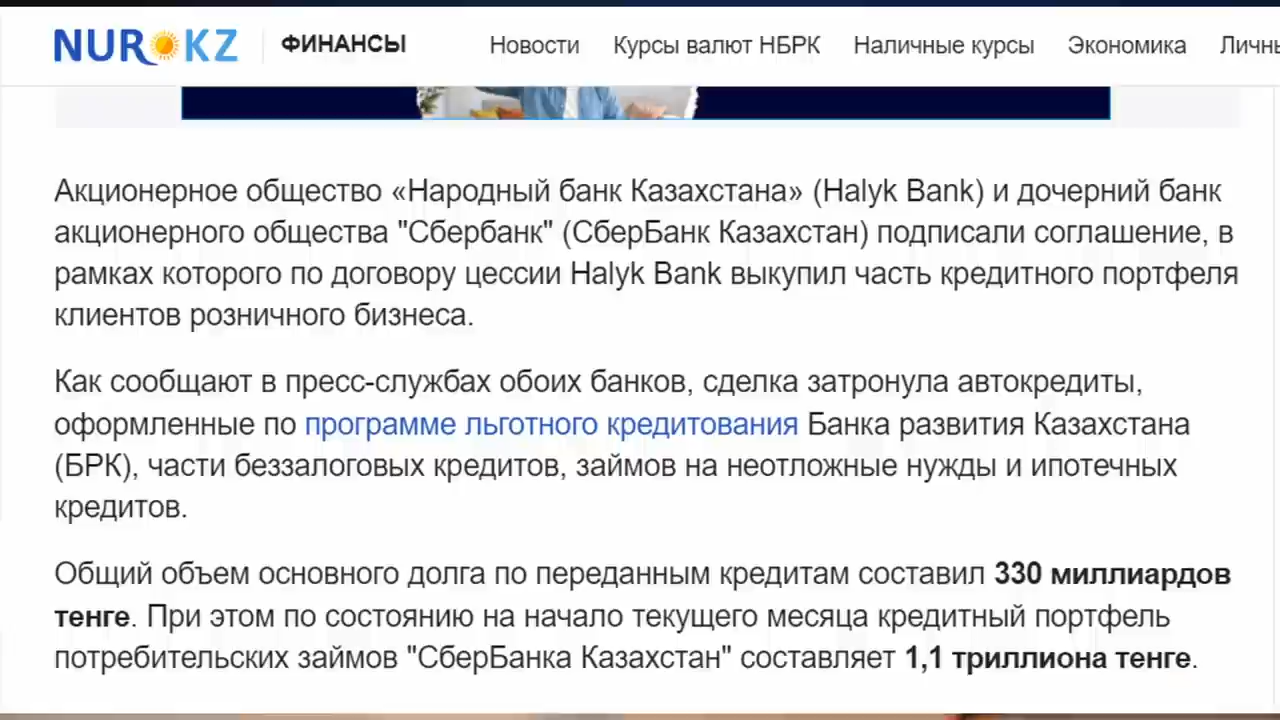 NUR KZ ФИНАНСЫ Новости Курсы валют НБРК Наличные курсы Экономика
Акционерное общество «Народный банк Казахстана» (Halyk Bank) и дочерний банк
акционерного общества "Сбербанк" (СберБанк Казахстан) подписали соглашение, в
рамках которого по договору цессии Halyk Bank выкупил часть кредитного портфеля
клиентов розничного бизнеса.
Как сообщают в пресс-службах обоих банков, сделка затронула автокредиты,
оформленные по программе льготного кредитования Банка развития Казахстана
(БРК), части беззалоговых кредитов, займов на неотложные нужды и ипотечных
кредитов.
Общий объем основного долга по переданным кредитам составил 330 миллиардов
тенге. При этом по состоянию на начало текущего месяца кредитный портфель
потребительских займов "СберБанка Казахстан" составляет 1,1 триллиона тенге.